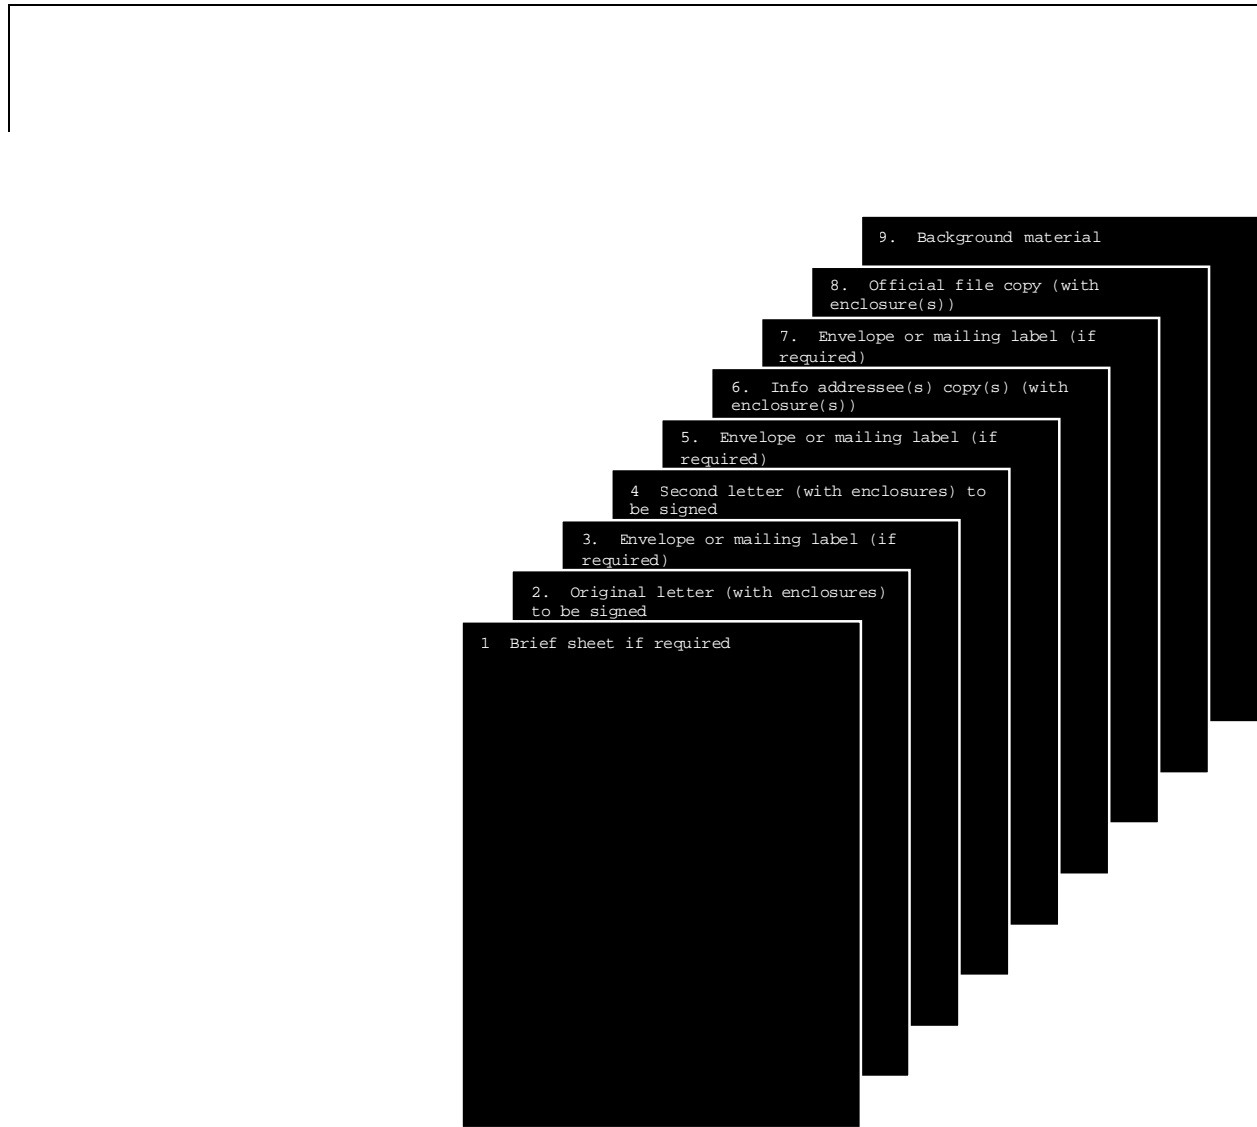 9.  Background material
8.  Official file copy (with
enclosure(s))
7.  Envelope or mailing label (if
required)
6.  Info addressee(s) copy(s) (with
enclosure(s))
5.  Envelope or mailing label (if
required)
4  Second letter (with enclosures) to
be signed
3.  Envelope or mailing label (if
required)
2.  Original letter (with enclosures)
to be signed
1  Brief sheet if required